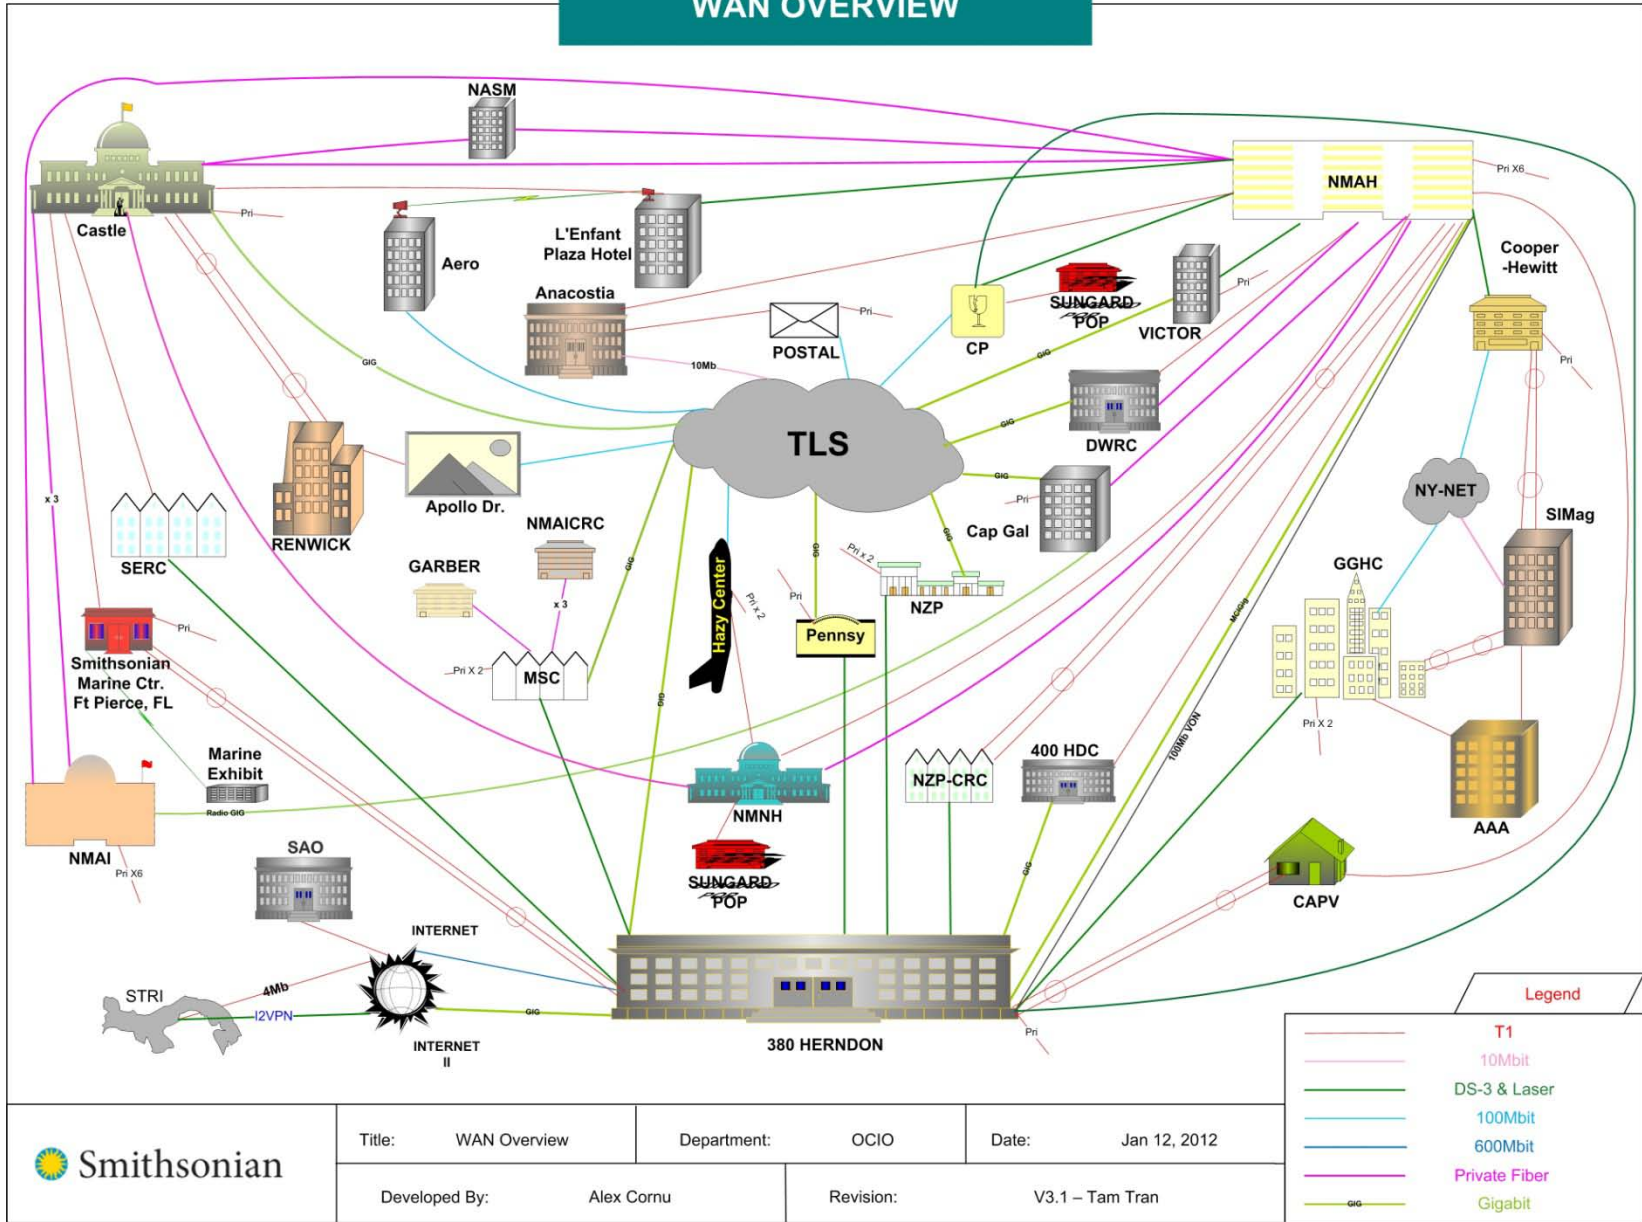 WAN OVERVIEW
NASM
NMAH
Pri X6
Castle
Pri
Aero
L'Enfant
Plaza Hotel
Cooper
-Hewitt
Anacostia
Pri
SUNGARD
POP
Pri
POSTAL
CP
VICTOR
Pri
GIG
10Mb
GIG
TLS
GIG
DWRC
x 3
Apollo Dr.
RENWICK
GIG
Pri
Cap Gal
NY-NET
SIMag
SERC
NMAICRC
GARBER
GIG
GIG
GIG
Pri x 2
NZP
GGHC
x 3
Hazy Center
Pri x 2
Pri
Pennsy
MCIGig
Pri
Smithsonian
Marine Ctr.
Ft Pierce, FL
Pri X 2
MSC
GIG
Pri X 2
100Mb VON
Marine
Exhibit
Radio GIG
NZP-CRC
400 HDC
NMNH
AAA
NMAI
Pri X6
SAO
SUNGARD
POP
GIG
CAPV
INTERNET
4Mb
STRI
I2VPN
GIG
INTERNET
II
380 HERNDON
Pri
Legend
T1
10Mbit
DS-3 & Laser
100Mbit
600Mbit
Private Fiber
GIG Gigabit
Smithsonian
Title: WAN Overview Department: OCIO Date: Jan 12, 2012
Developed By: Alex Cornu Revision: V3.1 – Tam Tran